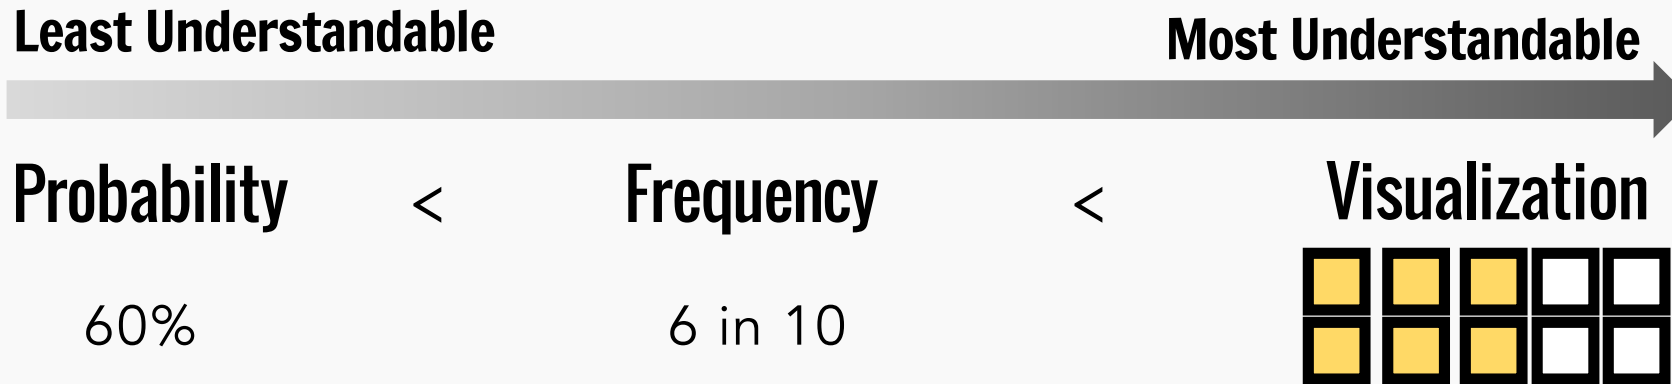 Least Understandable Most Understandable
Probability < Frequency < Visualization
60% 6 in 10